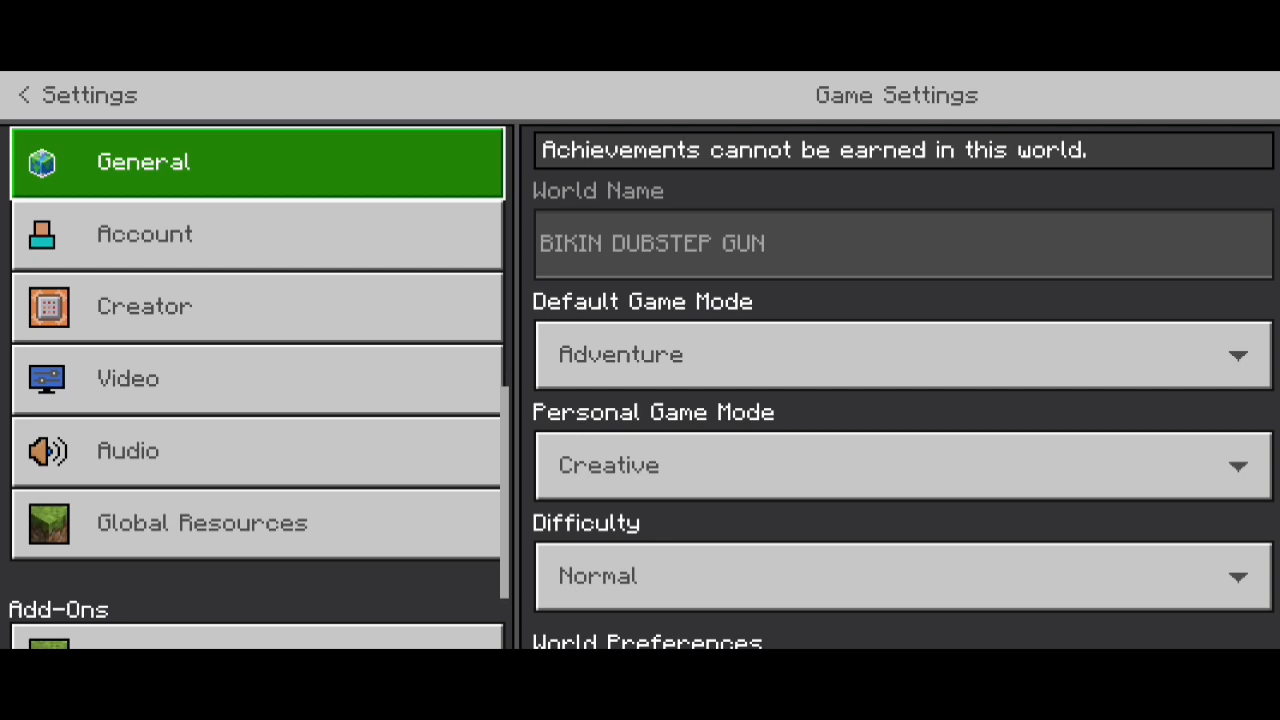 < Settings
Game Settings
General
Account
Creator
Video
Audio
Global Resources
Add-Ons
Achievements cannot be earned in this world.
World Name
BIKIN DUBSTEP GUN
Default Game Mode
Adventure
Personal Game Mode
Creative
Difficulty
Normal
World Preferences